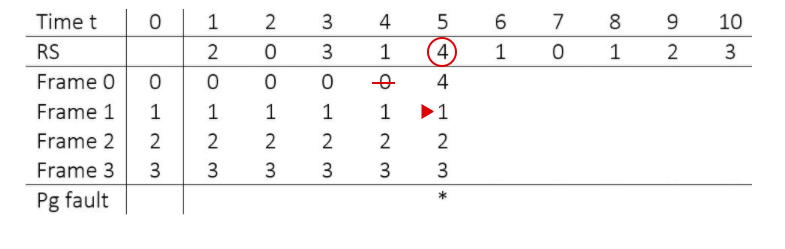 Time t 0 1 2 3 4 5 6 7 8 9 10
RS 2 0 3 1 4 1 0 1 2 3
Frame 0 0 0 0 0 0 4
Frame 1 1 1 1 1 1 1
Frame 2 2 2 2 2 2 2
Frame 3 3 3 3 3 3 3
Pg fault *